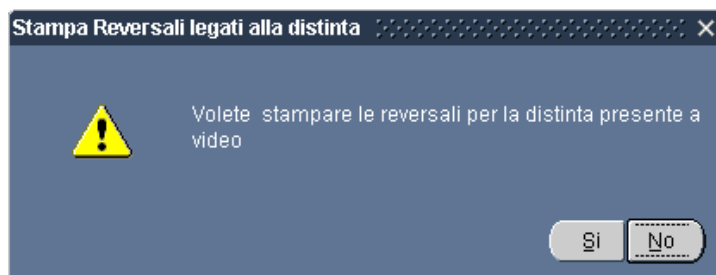 Stampa Reversali legati alla distinta
Volete stampare le reversali per la distinta presente a
video
Si No